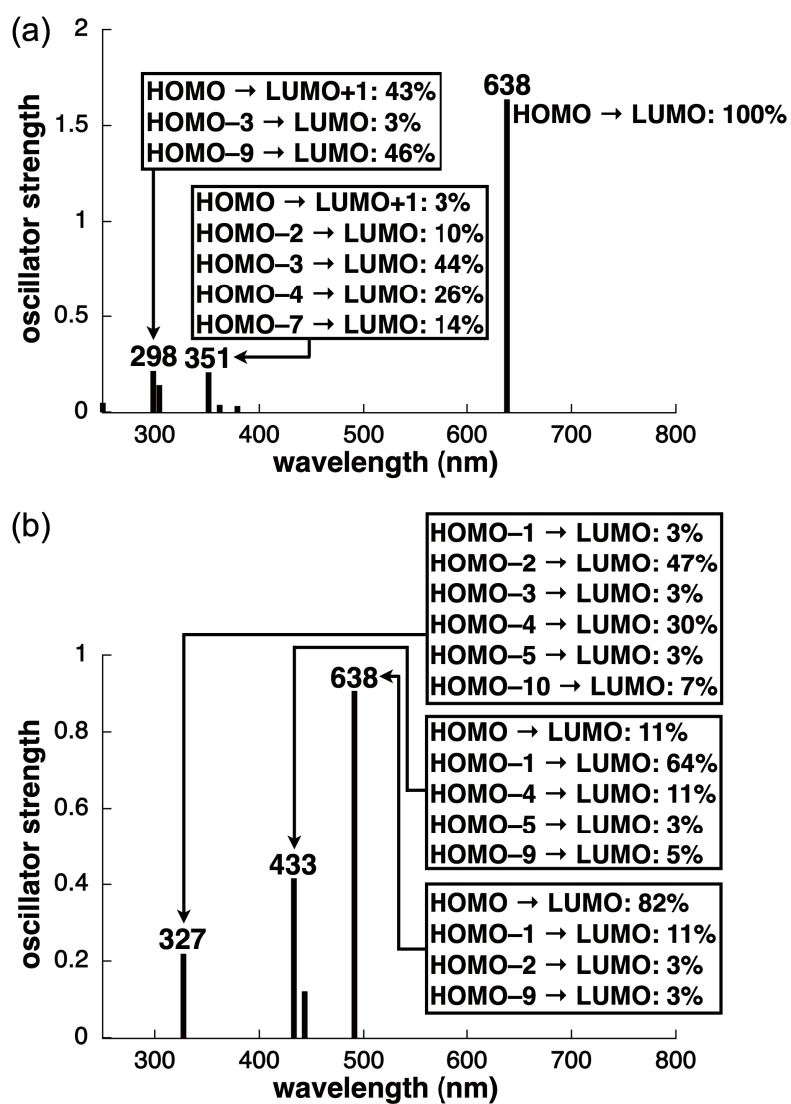 (a)
2
1.5
1
0.5
0
oscillator strength
HOMO → LUMO+1: 43%
HOMO–3 → LUMO: 3%
HOMO–9 → LUMO: 46%
638
HOMO → LUMO: 100%
HOMO → LUMO+1: 3%
HOMO–2 → LUMO: 10%
HOMO–3 → LUMO: 44%
HOMO–4 → LUMO: 26%
HOMO–7 → LUMO: 14%
298 351
300 400 500 600 700 800
wavelength (nm)
(b)
HOMO–1 → LUMO: 3%
HOMO–2 → LUMO: 47%
HOMO–3 → LUMO: 3%
HOMO–4 → LUMO: 30%
HOMO–5 → LUMO: 3%
HOMO–10 → LUMO: 7%
1
0.8
0.6
0.4
0.2
0
oscillator strength
638
HOMO → LUMO: 11%
HOMO–1 → LUMO: 64%
HOMO–4 → LUMO: 11%
HOMO–5 → LUMO: 3%
HOMO–9 → LUMO: 5%
433
HOMO → LUMO: 82%
HOMO–1 → LUMO: 11%
HOMO–2 → LUMO: 3%
HOMO–9 → LUMO: 3%
327
300 400 500 600 700 800
wavelength (nm)